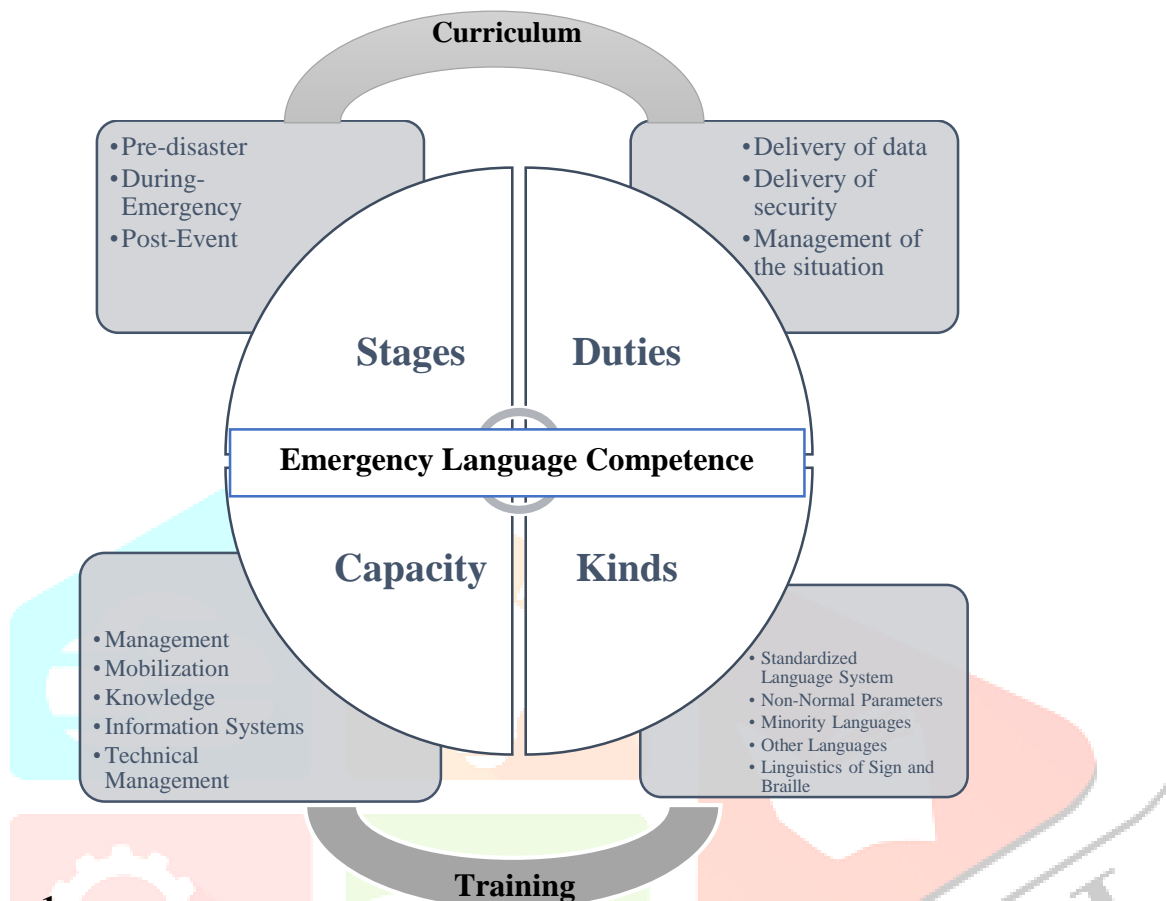 Curriculum
•Pre-disaster
•During-
Emergency
•Post-Event
•Delivery of data
•Delivery of
security
•Management of
the situation
Stages
Duties
Emergency Language Competence
Capacity
Kinds
•Management
•Mobilization
•Knowledge
•Information Systems
•Technical
Management
• Standardized
Language System
• Non-Normal Parameters
• Minority Languages
• Other Languages
• Linguistics of Sign and
Braille
Training